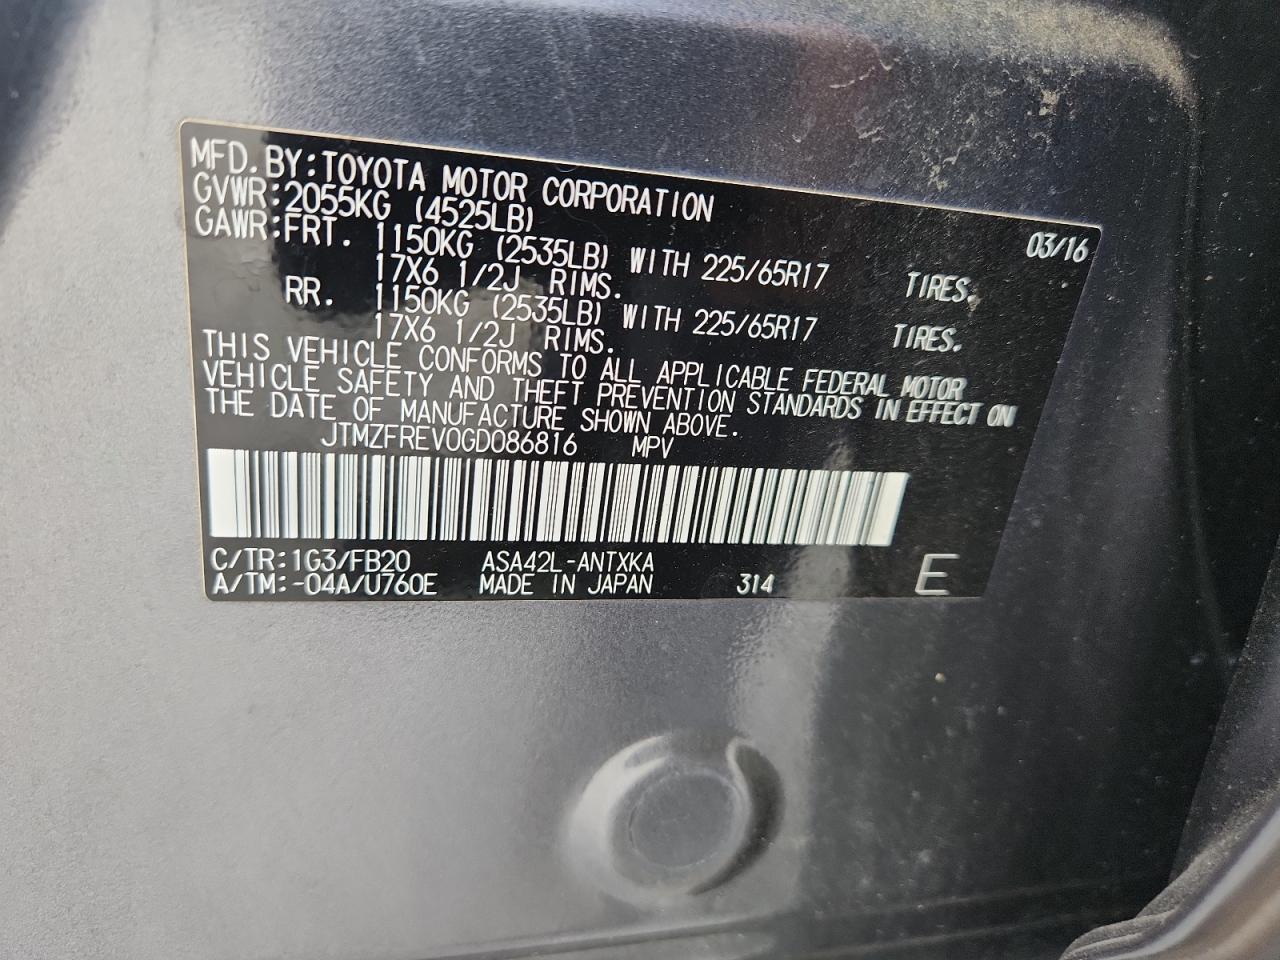 MFD. BY: TOYOTA MOTOR CORPORATION 03/16
GVWR: 2055KG (4525LB)
GAWR: FRT. 1150KG (2535LB) WITH 225/65R17 TIRES.
17X6 1/2J RIMS.
RR. 1150KG (2535LB) WITH 225/65R17 TIRES.
17X6 1/2J RIMS.
THIS VEHICLE CONFORMS TO ALL APPLICABLE FEDERAL MOTOR
VEHICLE SAFETY AND THEFT PREVENTION STANDARDS IN EFFECT ON
THE DATE OF MANUFACTURE SHOWN ABOVE.
JTMZFREV0GD086816 MPV
C/TR: 1G3/FB20 ASA42L-ANTXKA
A/TM: -04A/U760E MADE IN JAPAN 314 E